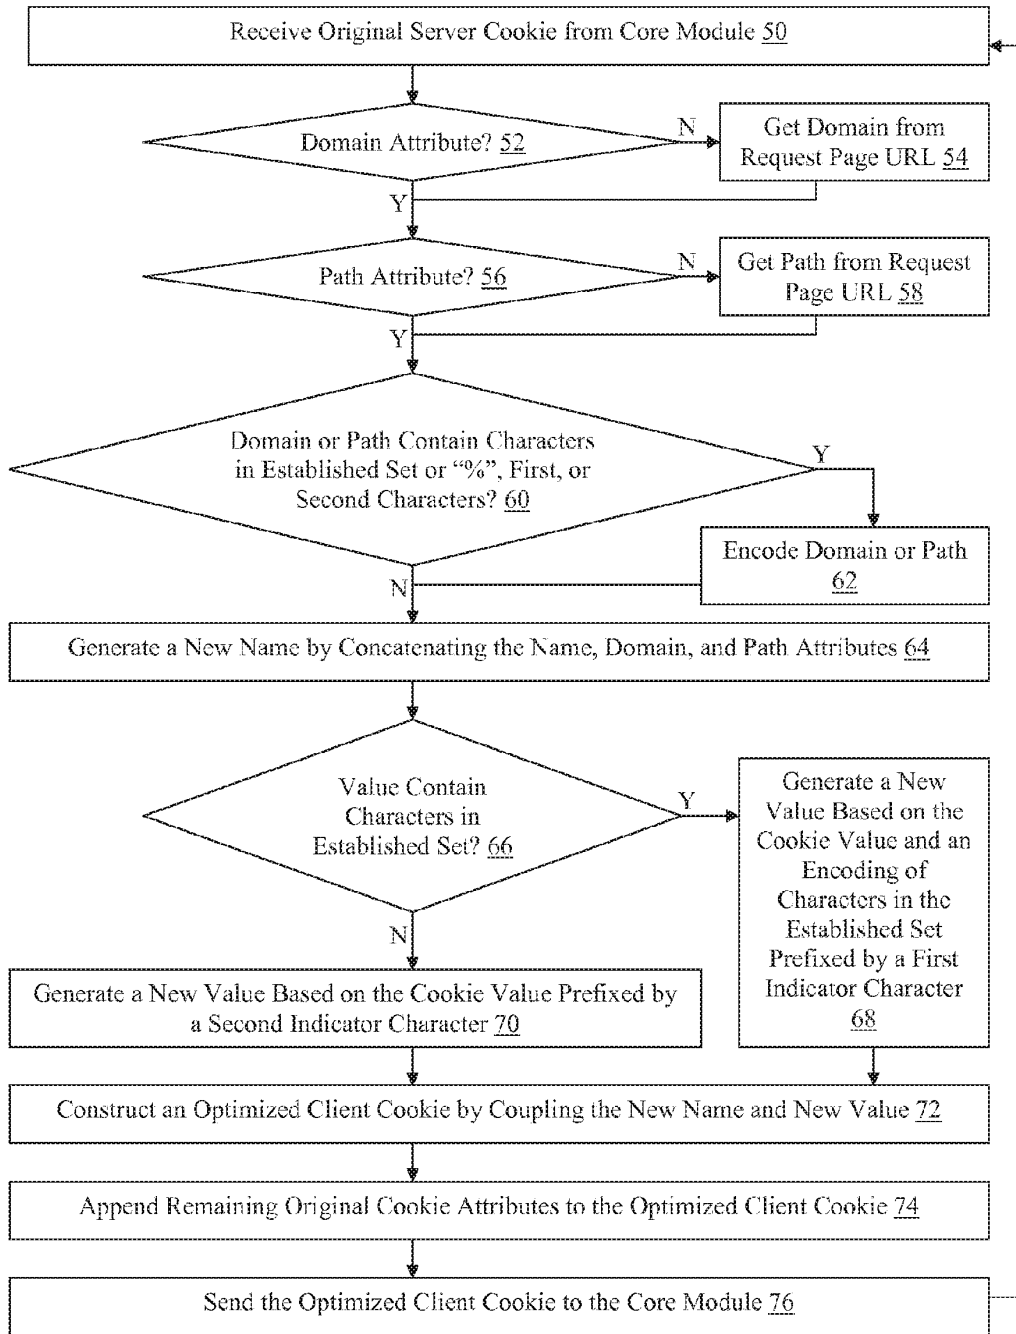 Receive Original Server Cookie from Core Module 50
Domain Attribute? 52
N
Get Domain from
Request Page URL 54
Y
Path Attribute? 56
N
Get Path from Request
Page URL 58
Y
Domain or Path Contain Characters
in Established Set or “%”, First, or
Second Characters? 60
Y
Encode Domain or Path
62
N
Generate a New Name by Concatenating the Name, Domain, and Path Attributes 64
Value Contain
Characters in
Established Set? 66
Y
Generate a New
Value Based on the
Cookie Value and an
Encoding of
Characters in the
Established Set
Prefixed by a First
Indicator Character
68
N
Generate a New Value Based on the Cookie Value Prefixed by
a Second Indicator Character 70
Construct an Optimized Client Cookie by Coupling the New Name and New Value 72
Append Remaining Original Cookie Attributes to the Optimized Client Cookie 74
Send the Optimized Client Cookie to the Core Module 76